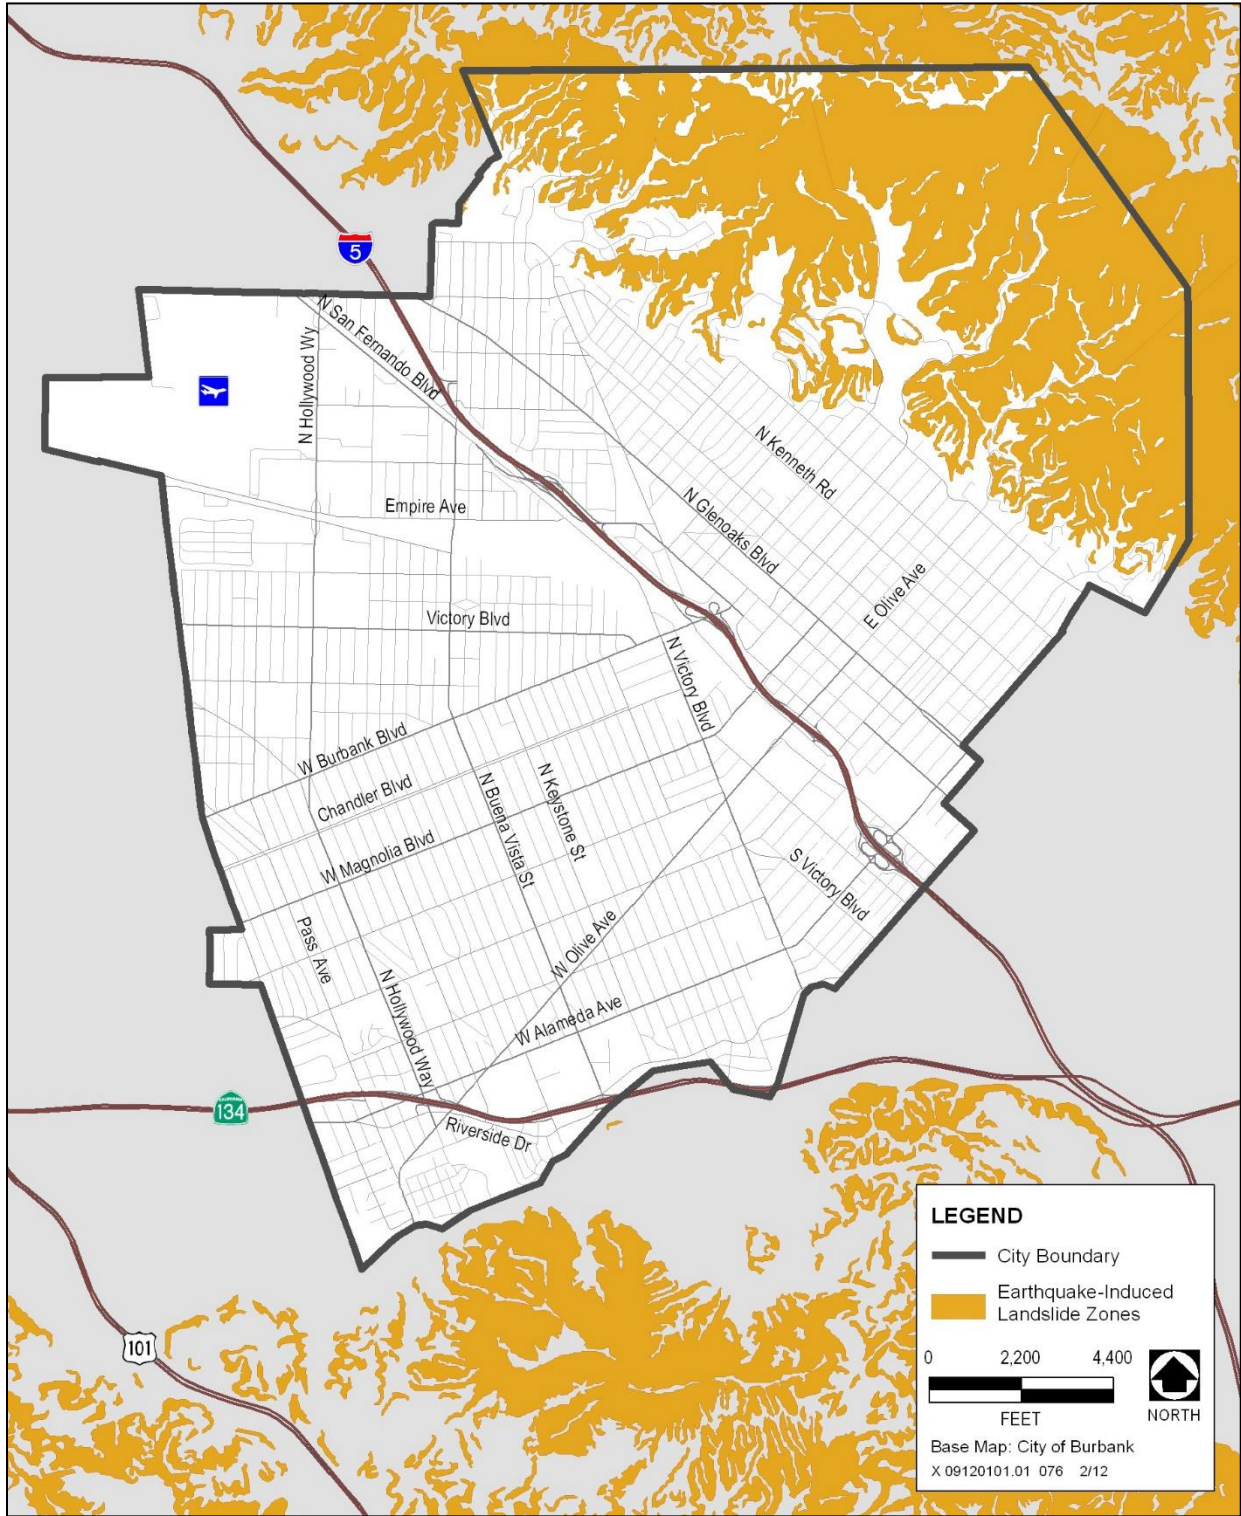 5
N San Fernando Blvd
N Hollywood Wy
N Kenneth Rd
N Glenoaks Blvd
Empire Ave
E Olive Ave
Victory Blvd
N Victory Blvd
W Burbank Blvd
Chandler Blvd
N Keystone St
N Buena Vista St
W Magnolia Blvd
S Victory Blvd
Pass Ave
W Olive Ave
N Hollywood Way
W Alameda Ave
CALIFORNIA
134
Riverside Dr
101
LEGEND
City Boundary
Earthquake-Induced
Landslide Zones
0 2,200 4,400
FEET
NORTH
Base Map: City of Burbank
X 09120101.01 076 2/12